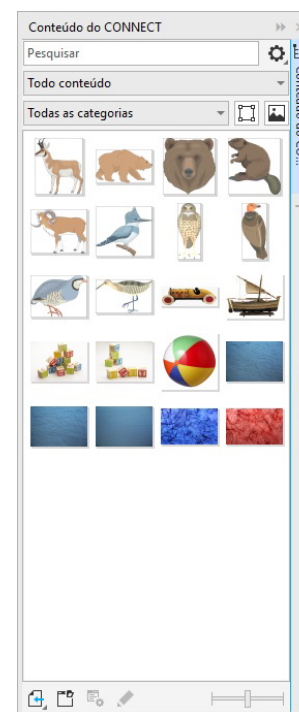 Conteúdo do CONNECT
Pesquisar
Todo conteúdo
Todas as categorias